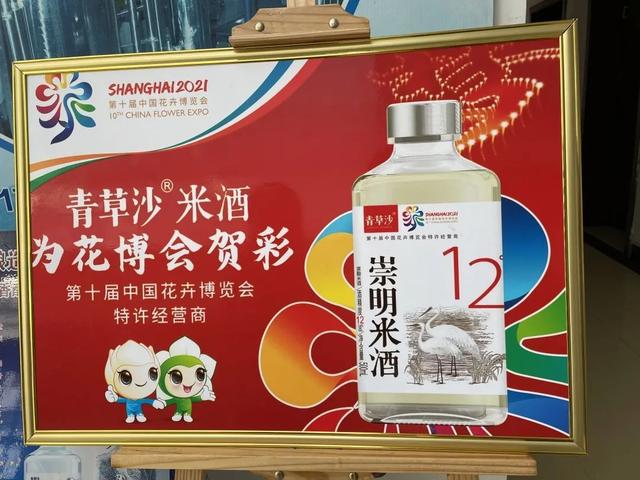 SHANGHAI 2021
第十届中国花卉博览会
10TH CHINA FLOWER EXPO
青草沙® 米酒
为花博会贺彩
第十届中国花卉博览会
特许经营商
青草沙
SHANGHAI2021
第十届中国花卉博览会特许经营商
崇明米酒
12°